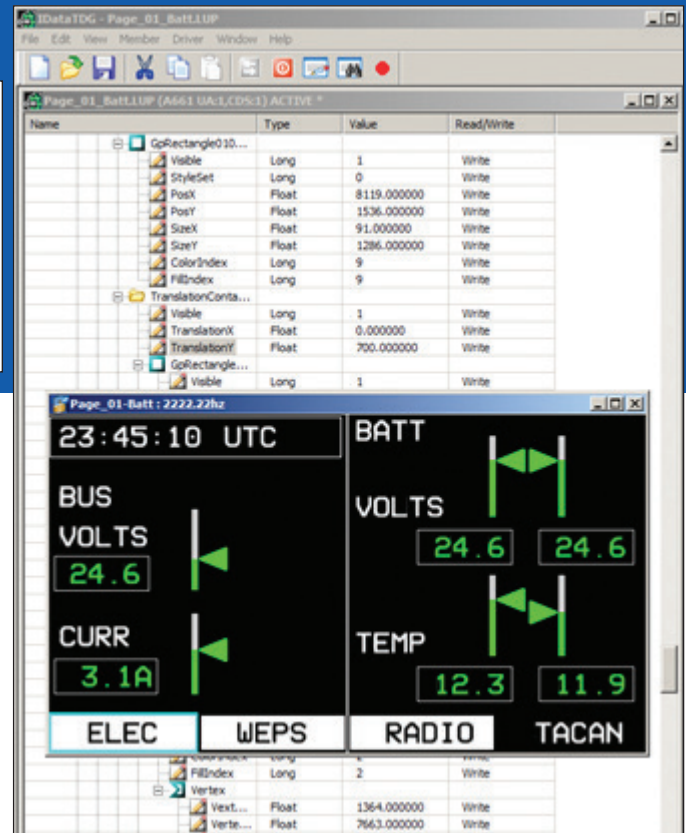 IDataTDG - Page_01_Batt.LUP
File Edit View Member Driver Window Help
Page_01_Batt.LUP (A661 UA:1,CDS:1) ACTIVE *
Name Type Value Read/Write
GpRectangle010...
Visible Long 1 Write
StyleSet Long 0 Write
PosX Float 8119.000000 Write
PosY Float 1536.000000 Write
SizeX Float 91.000000 Write
SizeY Float 1286.000000 Write
ColorIndex Long 9 Write
FillIndex Long 9 Write
TranslationConta...
Visible Long 1 Write
TranslationX Float 0.000000 Write
TranslationY Float 700.000000 Write
GpRectangle...
Visible Long 1 Write
Page_01-Batt : 2222.22hz
23:45:10 UTC
BUS
VOLTS
24.6
CURR
3.1A
BATT
VOLTS
24.6 24.6
TEMP
12.3 11.9
ELEC WEPS RADIO TACAN
FillIndex Long 2 Write
Vertex
Vext... Float 1364.000000 Write
Verte... Float 7663.000000 Write